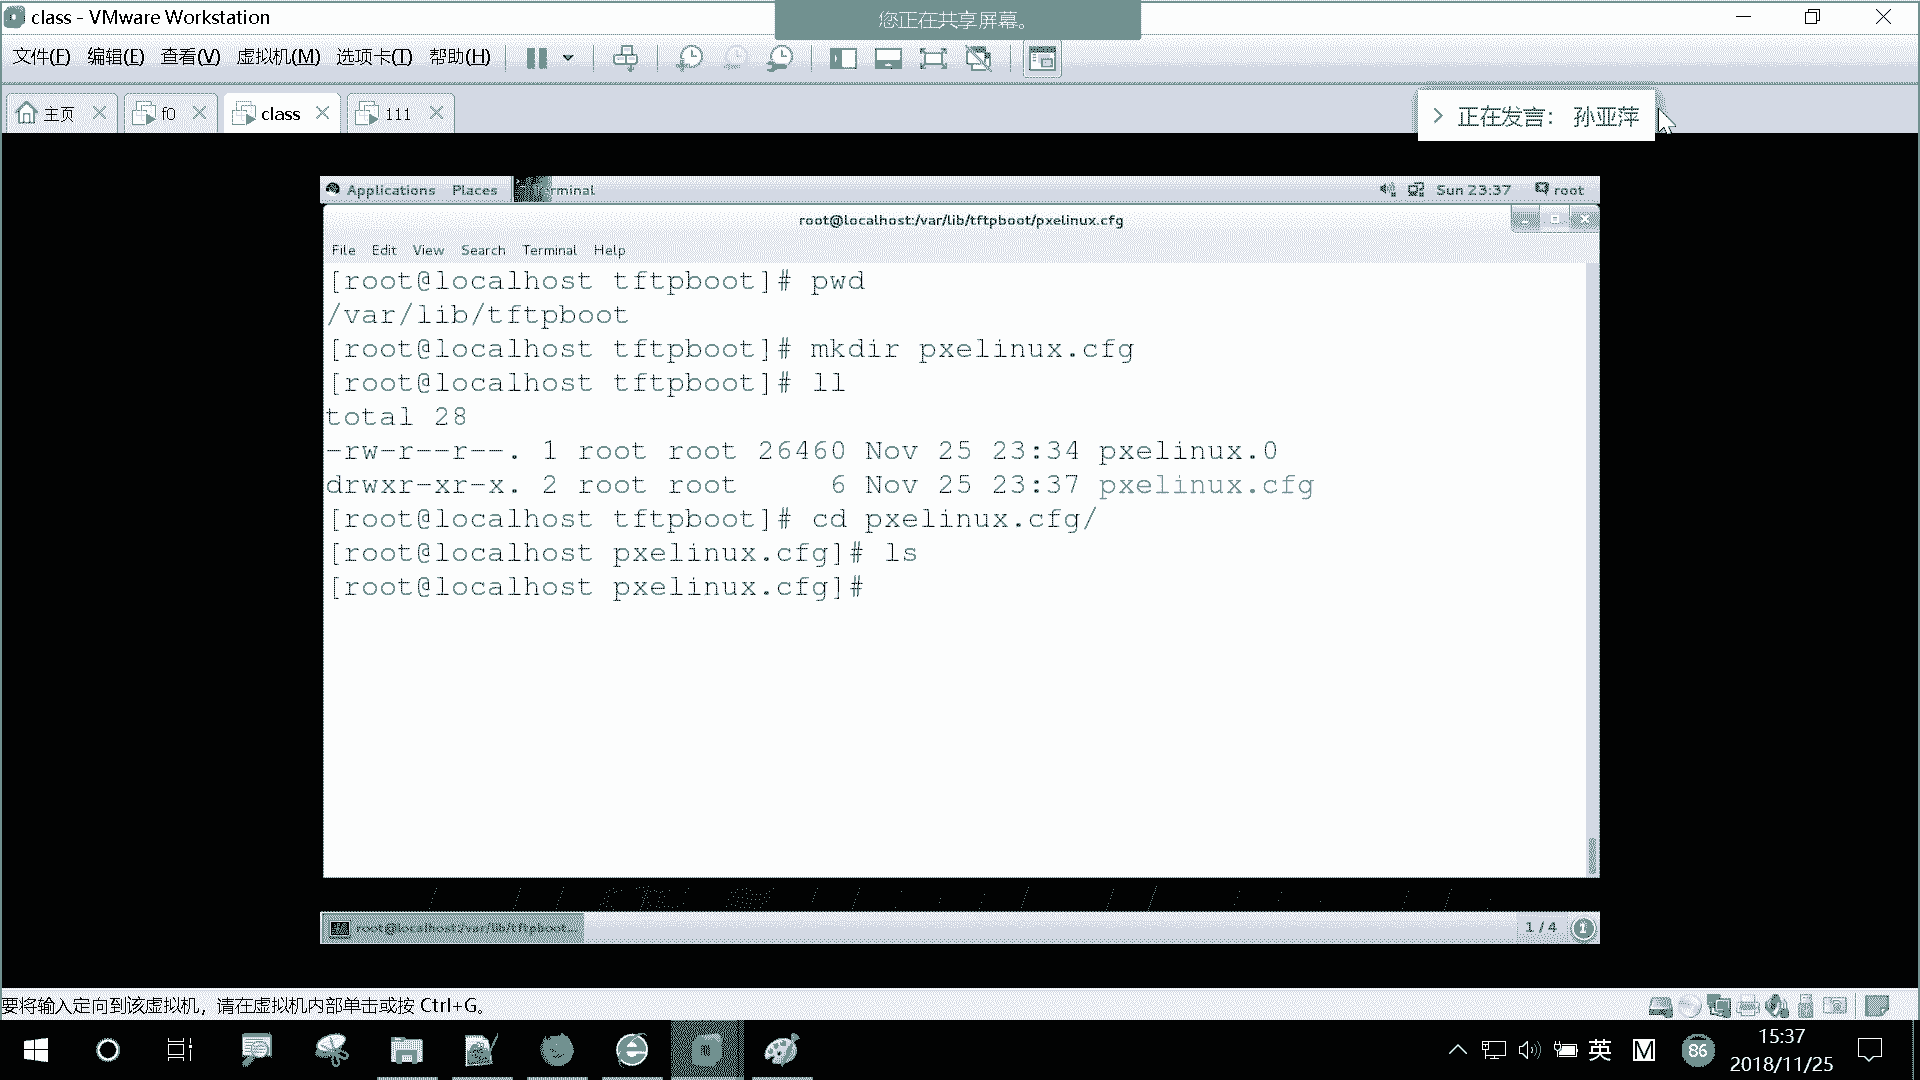 class - VMware Workstation
您正在共享屏幕。
文件(F) 编辑(E) 查看(V) 虚拟机(M) 选项卡(T) 帮助(H)
主页 f0 class 111
正在发言: 孙亚萍
Applications Places Sun 23:37 root
root@localhost:/var/lib/tftpboot/pxelinux.cfg
File Edit View Search Terminal Help
[root@localhost tftpboot]# pwd
/var/lib/tftpboot
[root@localhost tftpboot]# mkdir pxelinux.cfg
[root@localhost tftpboot]# ll
total 28
-rw-r--r--. 1 root root 26460 Nov 25 23:34 pxelinux.0
drwxr-xr-x. 2 root root     6 Nov 25 23:37 pxelinux.cfg
[root@localhost tftpboot]# cd pxelinux.cfg/
[root@localhost pxelinux.cfg]# ls
[root@localhost pxelinux.cfg]#
root@localhost:/var/lib/tftpboot... 1 / 4 1
要将输入定向到该虚拟机，请在虚拟机内部单击或按 Ctrl+G。
英 M 86 15:37
2018/11/25